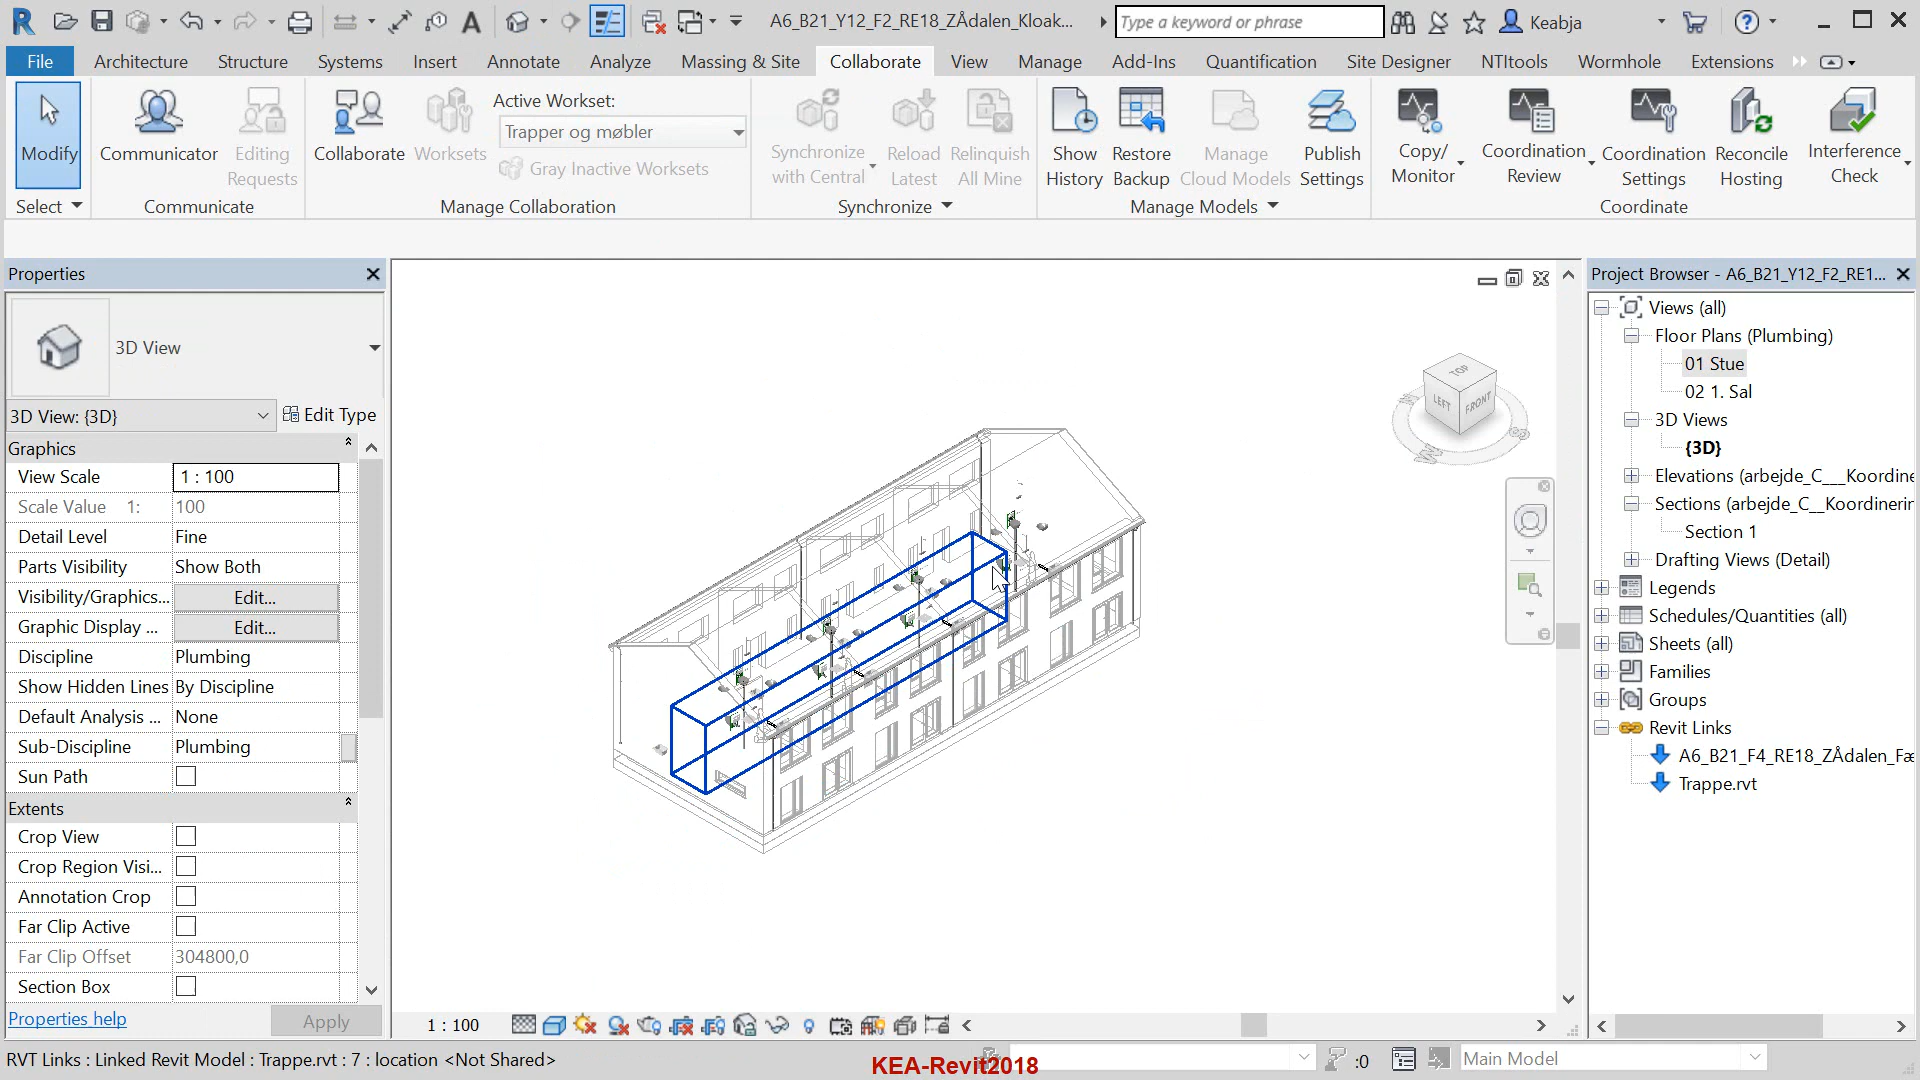 A6_B21_Y12_F2_RE18_ZÅdalen_Kloak...
Type a keyword or phrase
Keabja
File
Architecture
Structure
Systems
Insert
Annotate
Analyze
Massing & Site
Collaborate
View
Manage
Add-Ins
Quantification
Site Designer
NTItools
Wormhole
Extensions
Modify
Communicator
Editing
Requests
Collaborate
Worksets
Active Workset:
Trapper og møbler
Gray Inactive Worksets
Synchronize
with Central
Reload
Latest
Relinquish
All Mine
Show
History
Restore
Backup
Manage
Cloud Models
Publish
Settings
Copy/
Monitor
Coordination
Review
Coordination
Settings
Reconcile
Hosting
Interference
Check
Select
Communicate
Manage Collaboration
Synchronize
Manage Models
Coordinate
Properties
3D View
3D View: {3D}
Edit Type
Graphics
View Scale 1 : 100
Scale Value 1: 100
Detail Level Fine
Parts Visibility Show Both
Visibility/Graphics... Edit...
Graphic Display ... Edit...
Discipline Plumbing
Show Hidden Lines By Discipline
Default Analysis ... None
Sub-Discipline Plumbing
Sun Path
Extents
Crop View
Crop Region Visi...
Annotation Crop
Far Clip Active
Far Clip Offset 304800,0
Section Box
Properties help
Apply
TOP
LEFT
FRONT
Project Browser - A6_B21_Y12_F2_RE1...
Views (all)
Floor Plans (Plumbing)
01 Stue
02 1. Sal
3D Views
{3D}
Elevations (arbejde_C___Koordine
Sections (arbejde_C__Koordinerin
Section 1
Drafting Views (Detail)
Legends
Schedules/Quantities (all)
Sheets (all)
Families
Groups
Revit Links
A6_B21_F4_RE18_ZÅdalen_Fæ
Trappe.rvt
1 : 100
RVT Links : Linked Revit Model : Trappe.rvt : 7 : location <Not Shared>
KEA-Revit2018
:0
Main Model